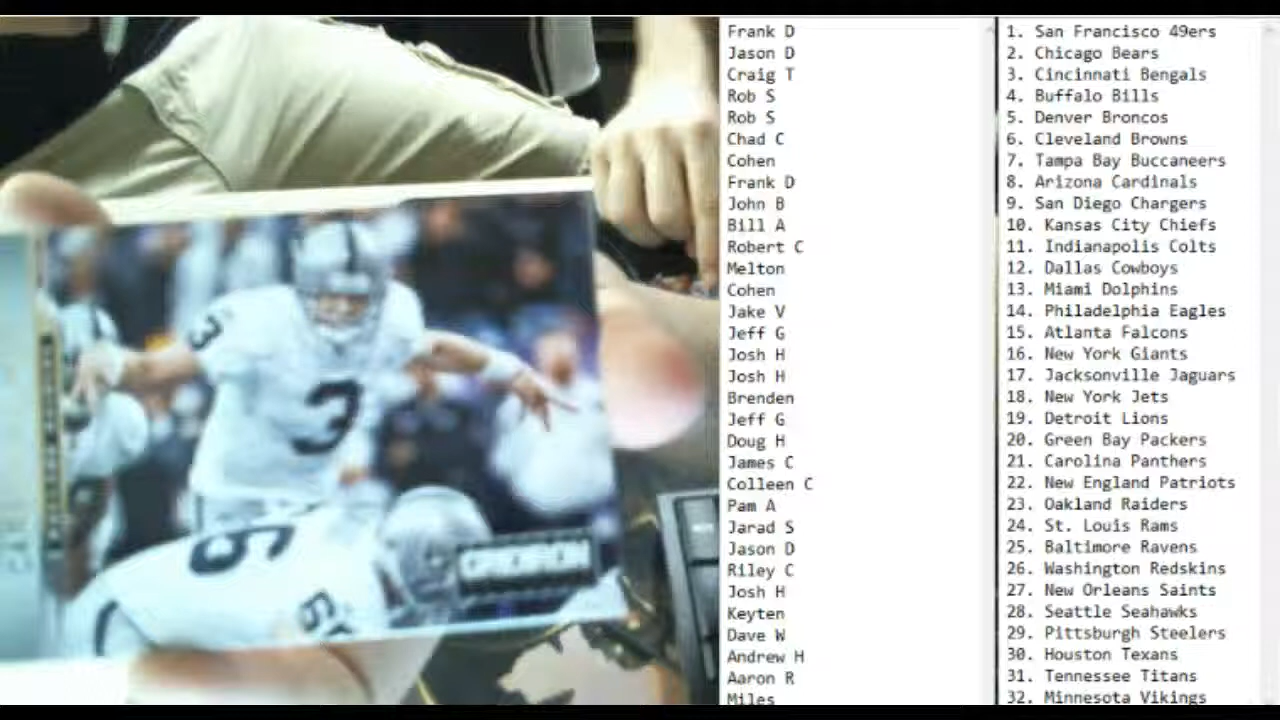 Frank D
Jason D
Craig T
Rob S
Rob S
Chad C
Cohen
Frank D
John B
Bill A
Robert C
Melton
Cohen
Jake V
Jeff G
Josh H
Josh H
Brenden
Jeff G
Doug H
James C
Colleen C
Pam A
Jarad S
Jason D
Riley C
Josh H
Keyten
Dave W
Andrew H
Aaron R
Miles
1. San Francisco 49ers
2. Chicago Bears
3. Cincinnati Bengals
4. Buffalo Bills
5. Denver Broncos
6. Cleveland Browns
7. Tampa Bay Buccaneers
8. Arizona Cardinals
9. San Diego Chargers
10. Kansas City Chiefs
11. Indianapolis Colts
12. Dallas Cowboys
13. Miami Dolphins
14. Philadelphia Eagles
15. Atlanta Falcons
16. New York Giants
17. Jacksonville Jaguars
18. New York Jets
19. Detroit Lions
20. Green Bay Packers
21. Carolina Panthers
22. New England Patriots
23. Oakland Raiders
24. St. Louis Rams
25. Baltimore Ravens
26. Washington Redskins
27. New Orleans Saints
28. Seattle Seahawks
29. Pittsburgh Steelers
30. Houston Texans
31. Tennessee Titans
32. Minnesota Vikings
3
3
6
GRIDIRON